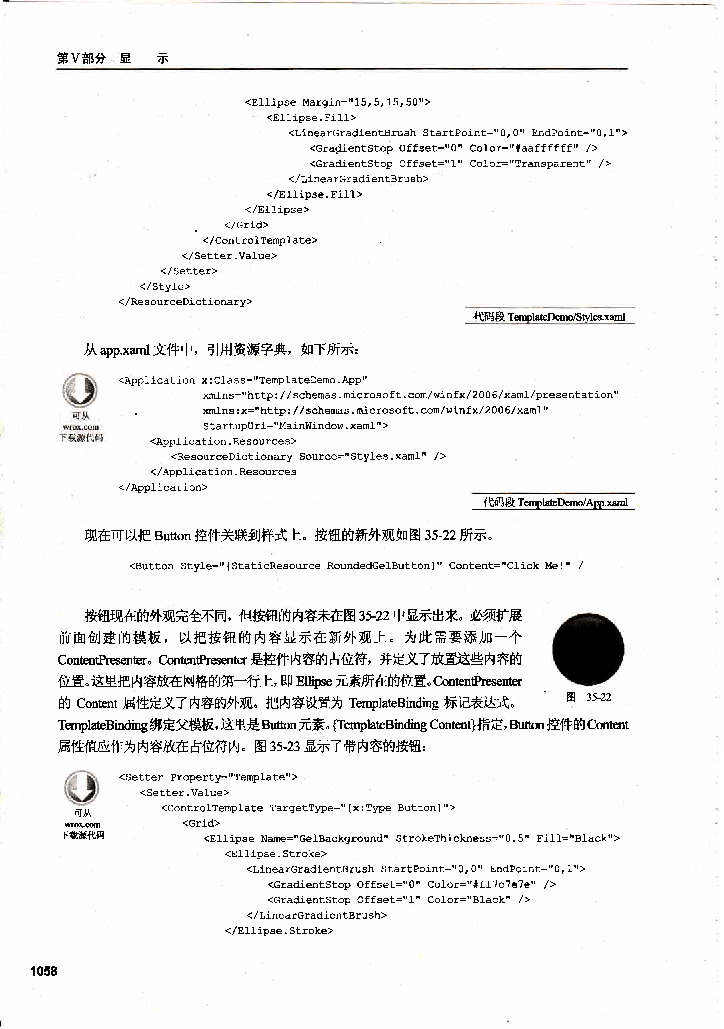 第V部分 显 示
<Ellipse Margin="15,5,15,50">
<Ellipse.Fill>
<LinearGradientBrush StartPoint="0,0" EndPoint="0,1">
<GradientStop Offset="0" Color="#aaffffff" />
<GradientStop Offset="1" Color="Transparent" />
</LinearGradientBrush>
</Ellipse.Fill>
</Ellipse>
</Grid>
</ControlTemplate>
</Setter.Value>
</Setter>
</Style>
</ResourceDictionary>
代码段 TemplateDemo/Styles.xaml
从 app.xaml 文件中，引用资源字典，如下所示：
可从
wrox.com
下载源代码
<Application x:Class="TemplateDemo.App"
xmlns="http://schemas.microsoft.com/winfx/2006/xaml/presentation"
xmlns:x="http://schemas.microsoft.com/winfx/2006/xaml"
StartupUri="MainWindow.xaml">
<Application.Resources>
<ResourceDictionary Source="Styles.xaml" />
</Application.Resources
</Application>
代码段 TemplateDemo/App.xaml
现在可以把 Button 控件关联到样式上。按钮的新外观如图 35-22 所示。
<Button Style="{StaticResource RoundedGelButton}" Content="Click Me!" /
按钮现在的外观完全不同，但按钮的内容未在图 35-22 中显示出来。必须扩展
前面创建的模板，以把按钮的内容显示在新外观上。为此需要添加一个
ContentPresenter。ContentPresenter 是控件内容的占位符，并定义了放置这些内容的
位置。这里把内容放在网格的第一行上，即 Ellipse 元素所在的位置。ContentPresenter
的 Content 属性定义了内容的外观。把内容设置为 TemplateBinding 标记表达式。
图 35-22
TemplateBinding 绑定父模板，这里是 Button 元素。{TemplateBinding Content}指定，Button 控件的 Content
属性值应作为内容放在占位符内。图 35-23 显示了带内容的按钮：
可从
wrox.com
下载源代码
<Setter Property="Template">
<Setter.Value>
<ControlTemplate TargetType="{x:Type Button}">
<Grid>
<Ellipse Name="GelBackground" StrokeThickness="0.5" Fill="Black">
<Ellipse.Stroke>
<LinearGradientBrush StartPoint="0,0" EndPoint="0,1">
<GradientStop Offset="0" Color="#ff7e7e7e" />
<GradientStop Offset="1" Color="Black" />
</LinearGradientBrush>
</Ellipse.Stroke>
1058